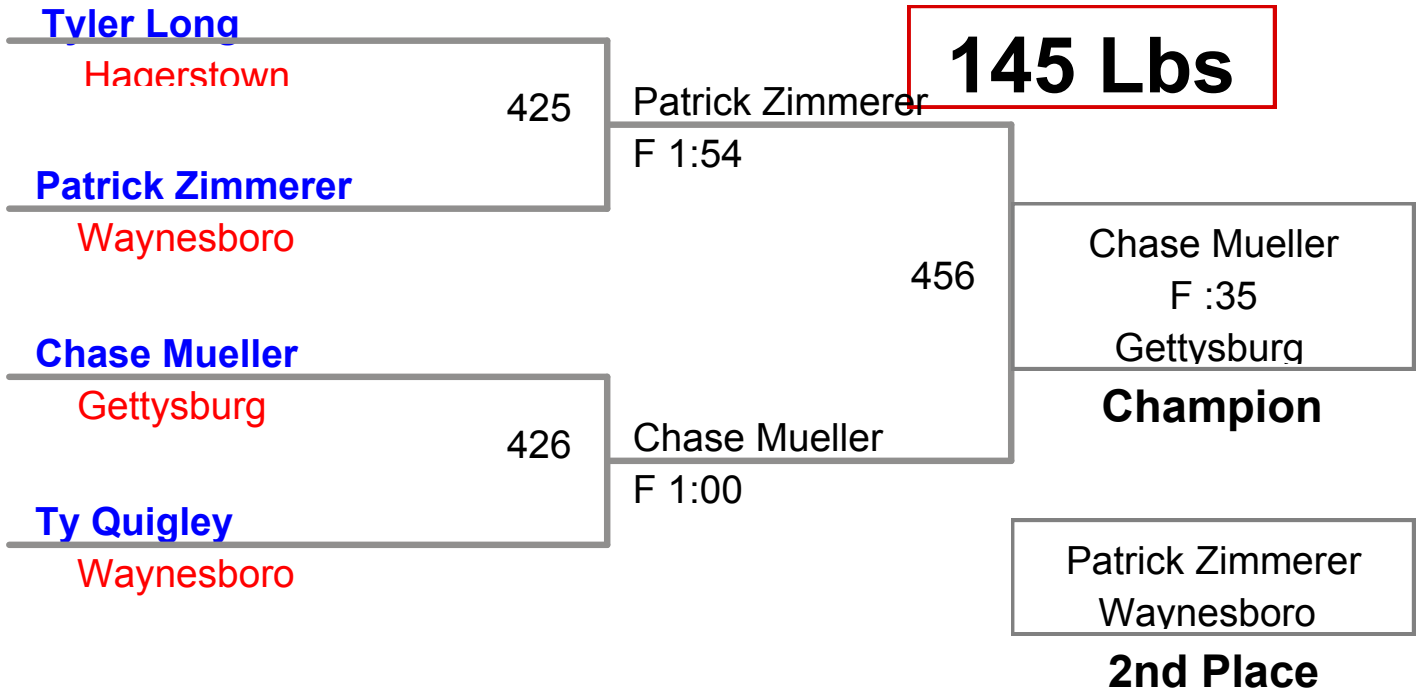 Tyler Long
Hagerstown
145 Lbs
425
Patrick Zimmerer
F 1:54
Patrick Zimmerer
Waynesboro
456
Chase Mueller
F :35
Gettysburg
Champion
Chase Mueller
Gettysburg
426
Chase Mueller
F 1:00
Ty Quigley
Waynesboro
Patrick Zimmerer
Waynesboro
2nd Place